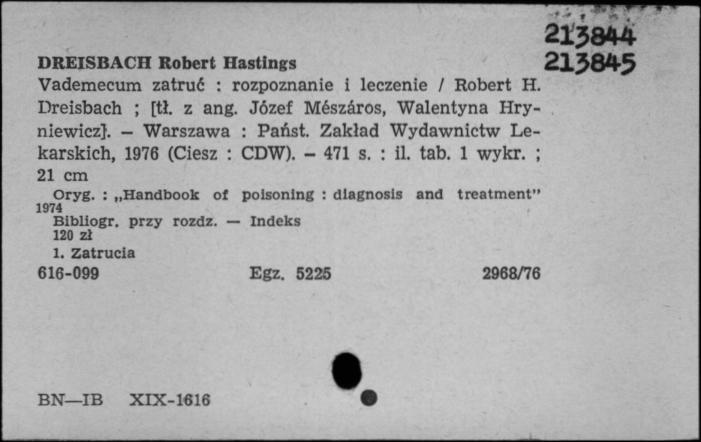 213844
213845
DREISBACH Robert Hastings
Vademecum zatruć : rozpoznanie i leczenie / Robert H.
Dreisbach ; [tł. z ang. József Mészáros, Walentyna Hry-
niewicz]. — Warszawa : Państ. Zakład Wydawnictw Le-
karskich, 1976 (Ciesz : CDW). — 471 s. : il. tab. 1 wykr. ;
21 cm
Oryg. : „Handbook of poisoning : diagnosis and treatment”
1974
Bibliogr. przy rozdz. — Indeks
120 zł
1. Zatrucia
616-099 Egz. 5225 2968/76
BN—IB XIX-1616